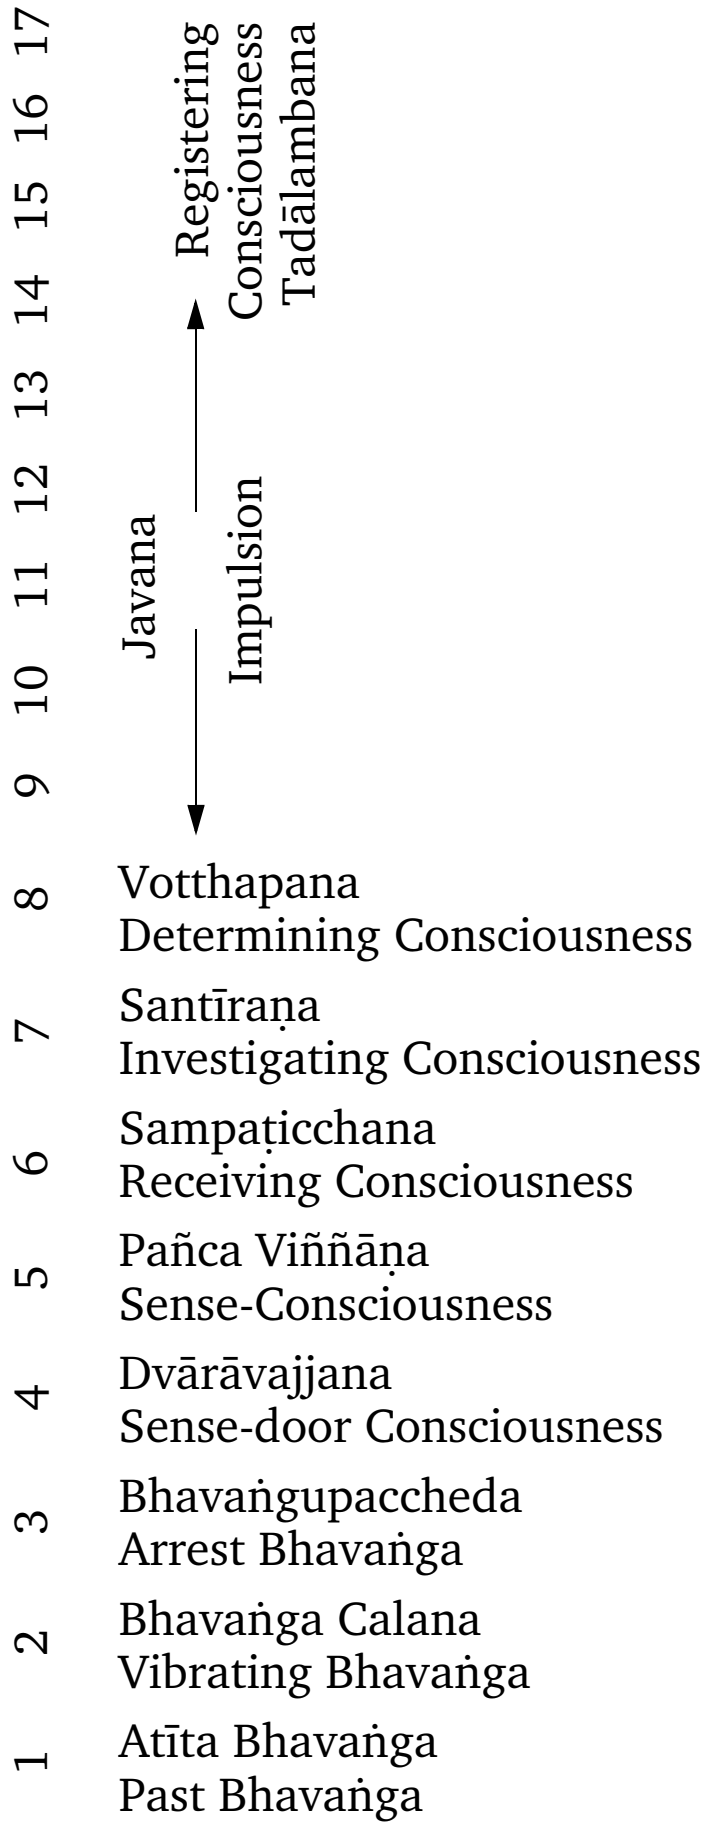 17
16
15
14
13
12
11
10
9
8
7
6
5
4
3
2
1
Registering
Consciousness
Tadālambana
Javana
Impulsion
Votthapana
Determining Consciousness
Santīraṇa
Investigating Consciousness
Sampaṭicchana
Receiving Consciousness
Pañca Viññāṇa
Sense-Consciousness
Dvārāvajjana
Sense-door Consciousness
Bhavaṅgupaccheda
Arrest Bhavaṅga
Bhavaṅga Calana
Vibrating Bhavaṅga
Atīta Bhavaṅga
Past Bhavaṅga